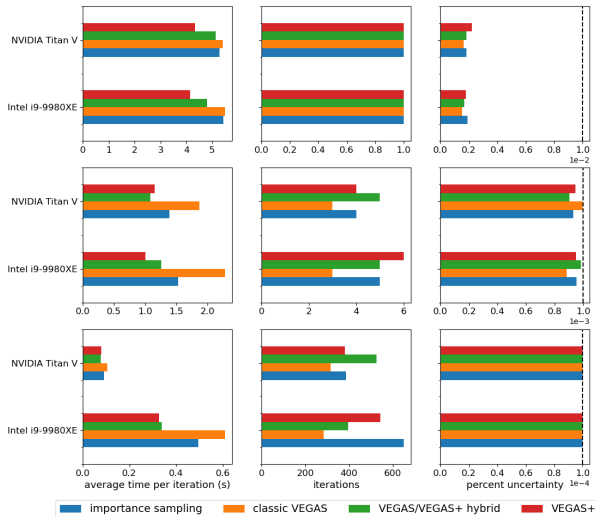 NVIDIA Titan V
Intel i9-9980XE
0 1 2 3 4 5
0.0 0.2 0.4 0.6 0.8 1.0
0.0 0.2 0.4 0.6 0.8 1.0
1e-2
NVIDIA Titan V
Intel i9-9980XE
0.0 0.5 1.0 1.5 2.0
0 2 4 6
0.0 0.2 0.4 0.6 0.8 1.0
1e-3
NVIDIA Titan V
Intel i9-9980XE
0.0 0.2 0.4 0.6
0 200 400 600
0.0 0.2 0.4 0.6 0.8 1.0
average time per iteration (s) iterations percent uncertainty 1e-4
importance sampling classic VEGAS VEGAS/VEGAS+ hybrid VEGAS+